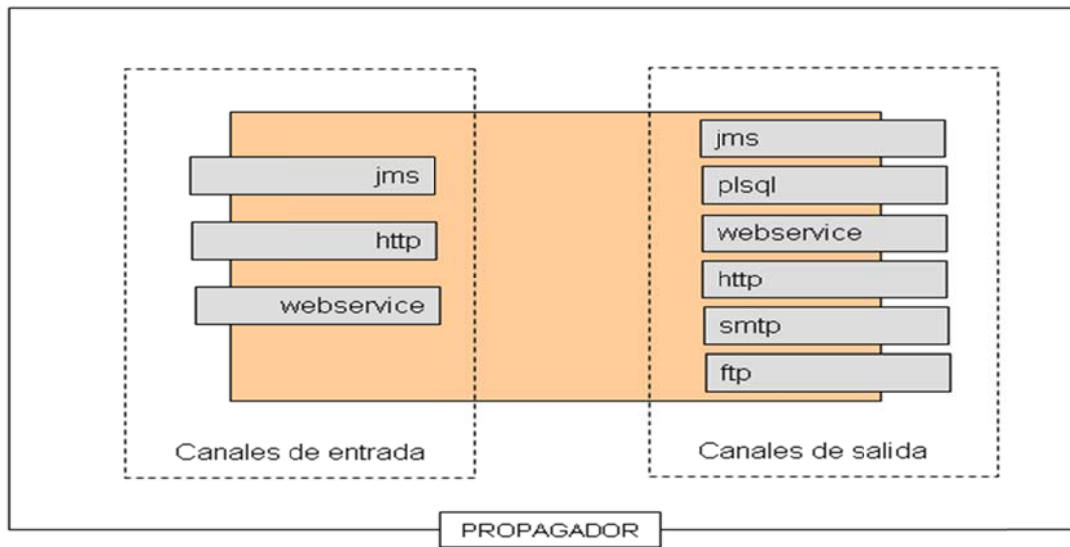 jms
http
webservice
Canales de entrada
jms
plsql
webservice
http
smtp
ftp
Canales de salida
PROPAGADOR